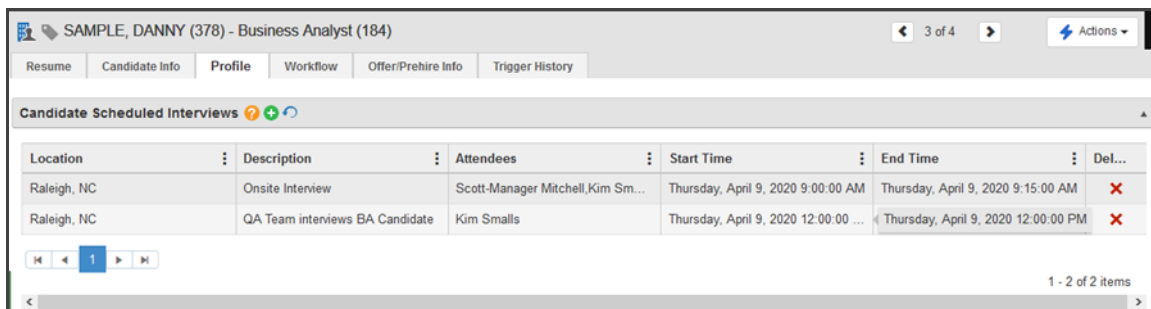 SAMPLE, DANNY (378) - Business Analyst (184) 3 of 4 Actions
Resume Candidate Info Profile Workflow Offer/Prehire Info Trigger History
Candidate Scheduled Interviews
Location Description Attendees Start Time End Time Del...
Raleigh, NC Onsite Interview Scott-Manager Mitchell,Kim Sm... Thursday, April 9, 2020 9:00:00 AM Thursday, April 9, 2020 9:15:00 AM
Raleigh, NC QA Team interviews BA Candidate Kim Smalls Thursday, April 9, 2020 12:00:00 ... Thursday, April 9, 2020 12:00:00 PM
1
1 - 2 of 2 items